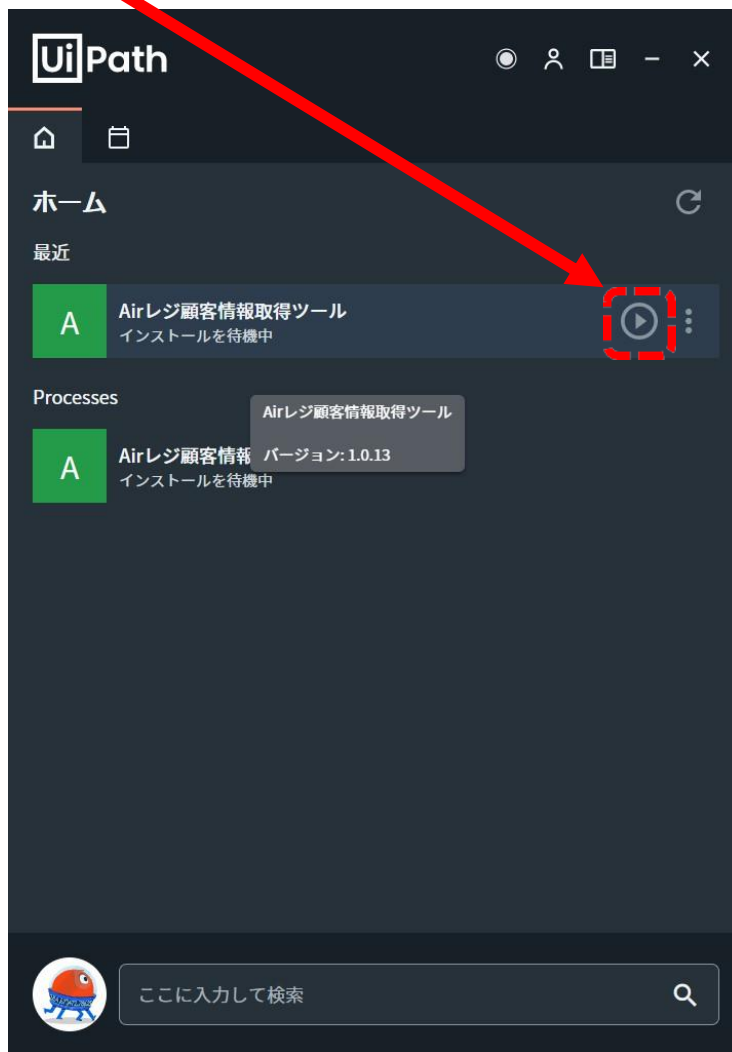 UiPath
ホーム
最近
A
Airレジ顧客情報取得ツール
インストールを待機中
Processes
Airレジ顧客情報取得ツール
バージョン: 1.0.13
A
Airレジ顧客情報
インストールを待機中
ここに入力して検索